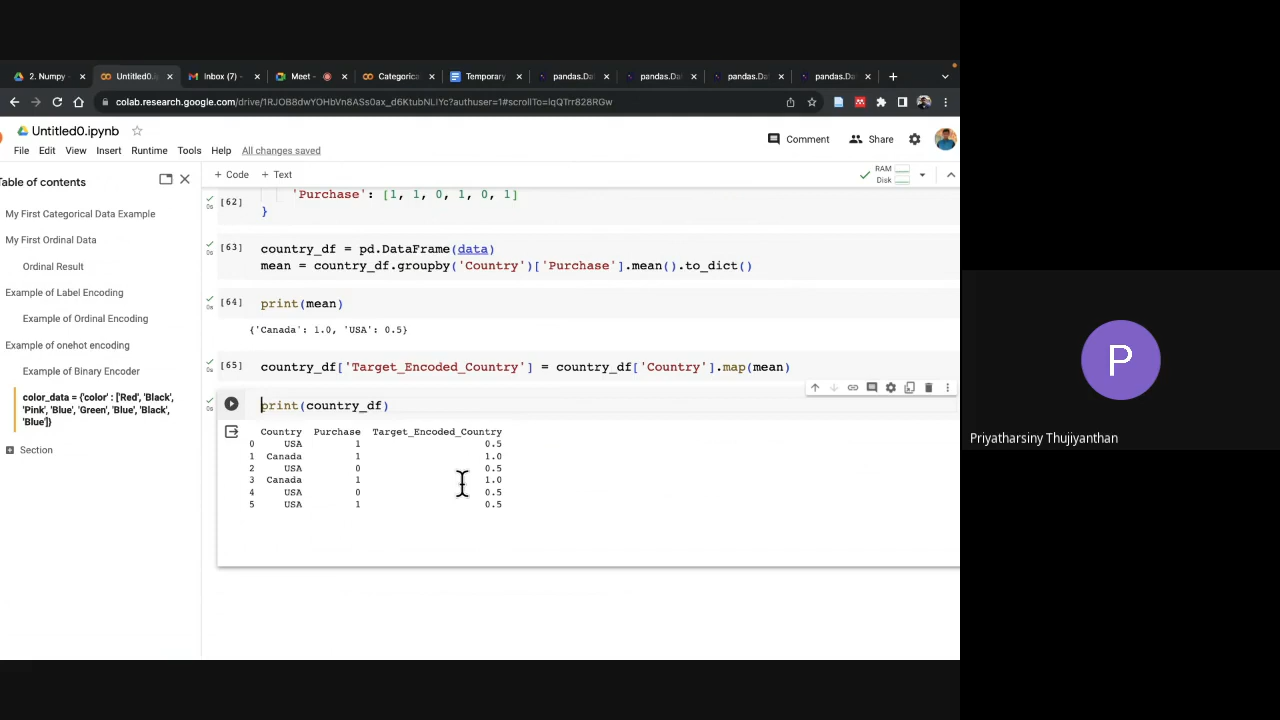 2. Numpy
Untitled0.i
Inbox (7)
Meet
Categorica
Temporary
pandas.Da
pandas.Da
pandas.Da
pandas.Da
colab.research.google.com/drive/1RJOB8dwYOHbVn8ASs0ax_d6KtubNLIYc?authuser=1#scrollTo=iqQTrr828RGw
Untitled0.ipynb
Comment
Share
File Edit View Insert Runtime Tools Help All changes saved
Table of contents
+ Code + Text
RAM
Disk
My First Categorical Data Example
My First Ordinal Data
Ordinal Result
Example of Label Encoding
Example of Ordinal Encoding
Example of onehot encoding
Example of Binary Encoder
color_data = {'color' : ['Red', 'Black',
'Pink', 'Blue', 'Green', 'Blue', 'Black',
'Blue']}
Section
'Purchase': [1, 1, 0, 1, 0, 1]
[62]
}
[63]
country_df = pd.DataFrame(data)
mean = country_df.groupby('Country')['Purchase'].mean().to_dict()
[64]
print(mean)
{'Canada': 1.0, 'USA': 0.5}
[65]
country_df['Target_Encoded_Country'] = country_df['Country'].map(mean)
print(country_df)
Country Purchase Target_Encoded_Country
0 USA 1 0.5
1 Canada 1 1.0
2 USA 0 0.5
3 Canada 1 1.0
4 USA 0 0.5
5 USA 1 0.5
P
Priyatharsiny Thujiyanthan